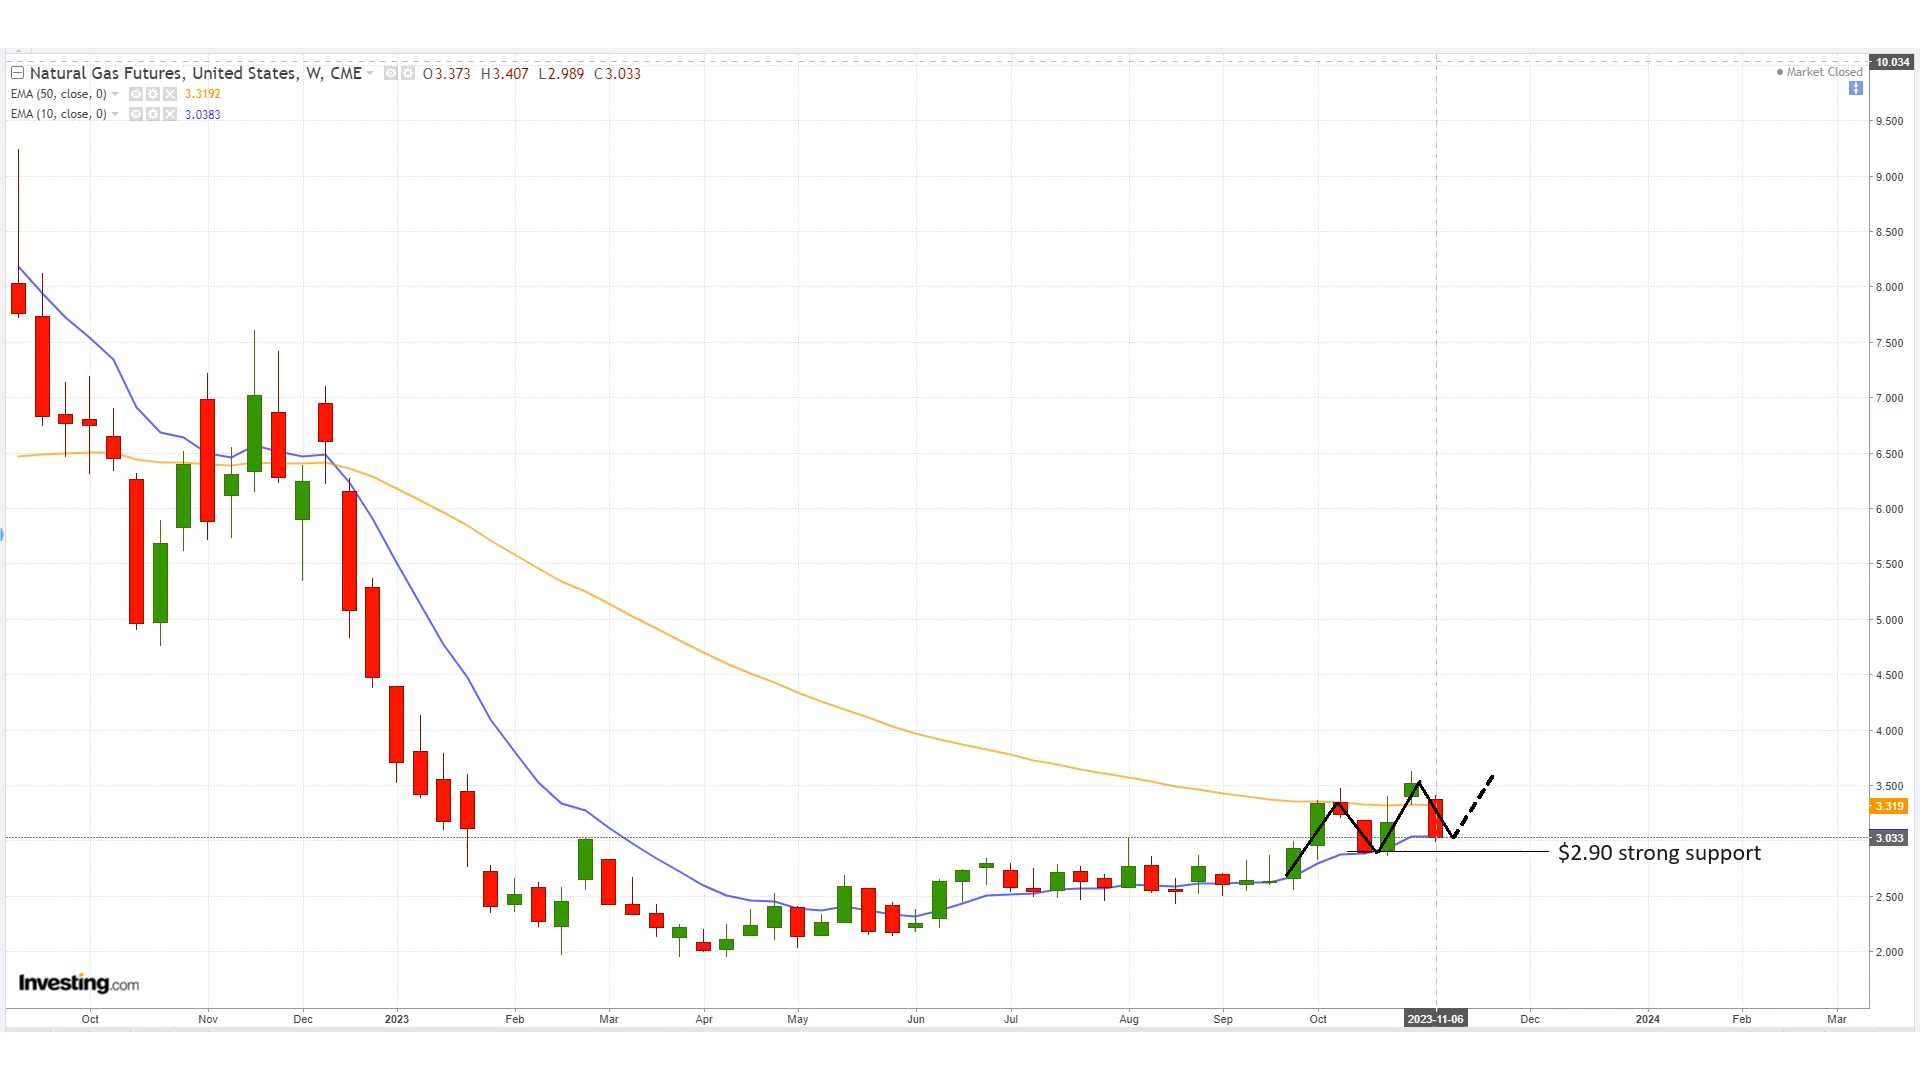 Natural Gas Futures, United States, W, CME O3.373 H3.407 L2.989 C3.033
EMA (50, close, 0) 3.3192
EMA (10, close, 0) 3.0383
Market Closed
10.034
9.500
9.000
8.500
8.000
7.500
7.000
6.500
6.000
5.500
5.000
4.500
4.000
3.500
3.319
3.033
2.500
2.000
$2.90 strong support
Investing.com
Oct Nov Dec 2023 Feb Mar Apr May Jun Jul Aug Sep Oct 2023-11-06 Dec 2024 Feb Mar